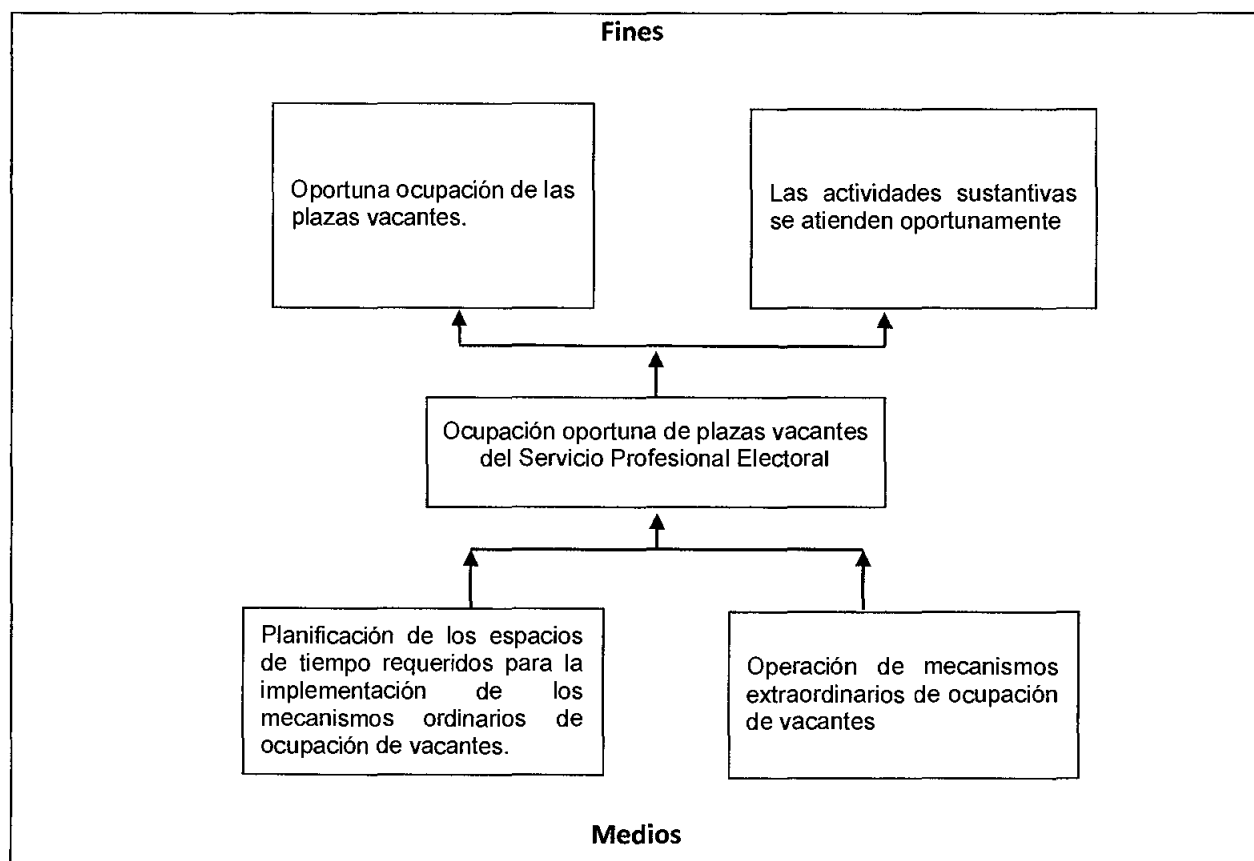 Fines
Oportuna ocupación de las
plazas vacantes.
Las actividades sustantivas
se atienden oportunamente
Ocupación oportuna de plazas vacantes
del Servicio Profesional Electoral
Planificación de los espacios
de tiempo requeridos para la
implementación de los
mecanismos ordinarios de
ocupación de vacantes.
Operación de mecanismos
extraordinarios de ocupación
de vacantes
Medios